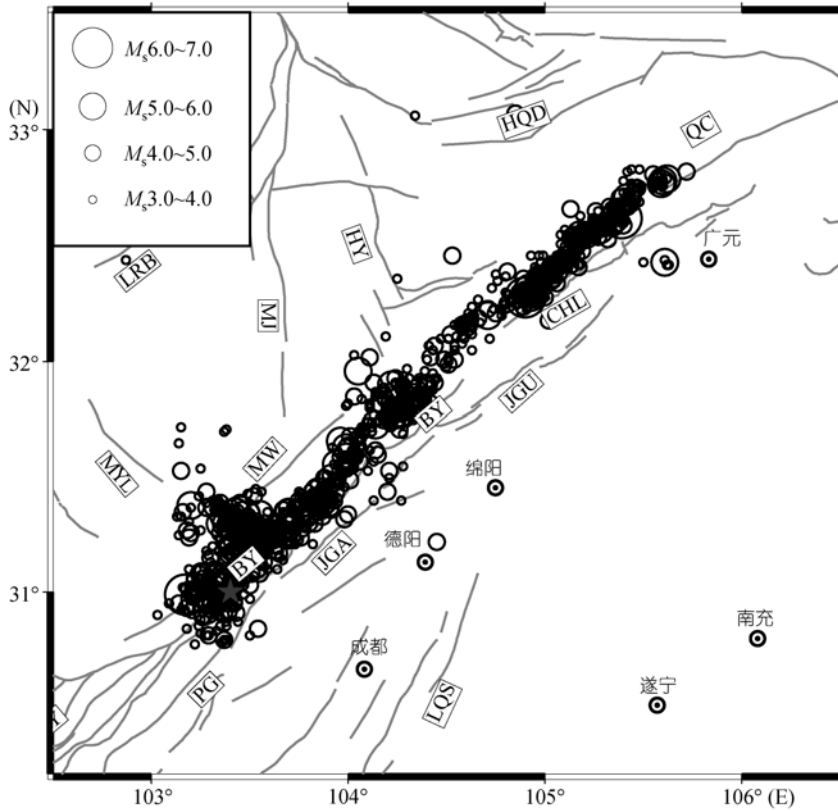 Ms6.0~7.0
Ms5.0~6.0
Ms4.0~5.0
Ms3.0~4.0
(N)
33°
32°
31°
HQD
QC
LRB
HY
MJ
广元
CHL
JGU
BY
MW
MYL
绵阳
德阳
BY
JGA
南充
成都
PG
LQS
遂宁
103°
104°
105°
106° (E)